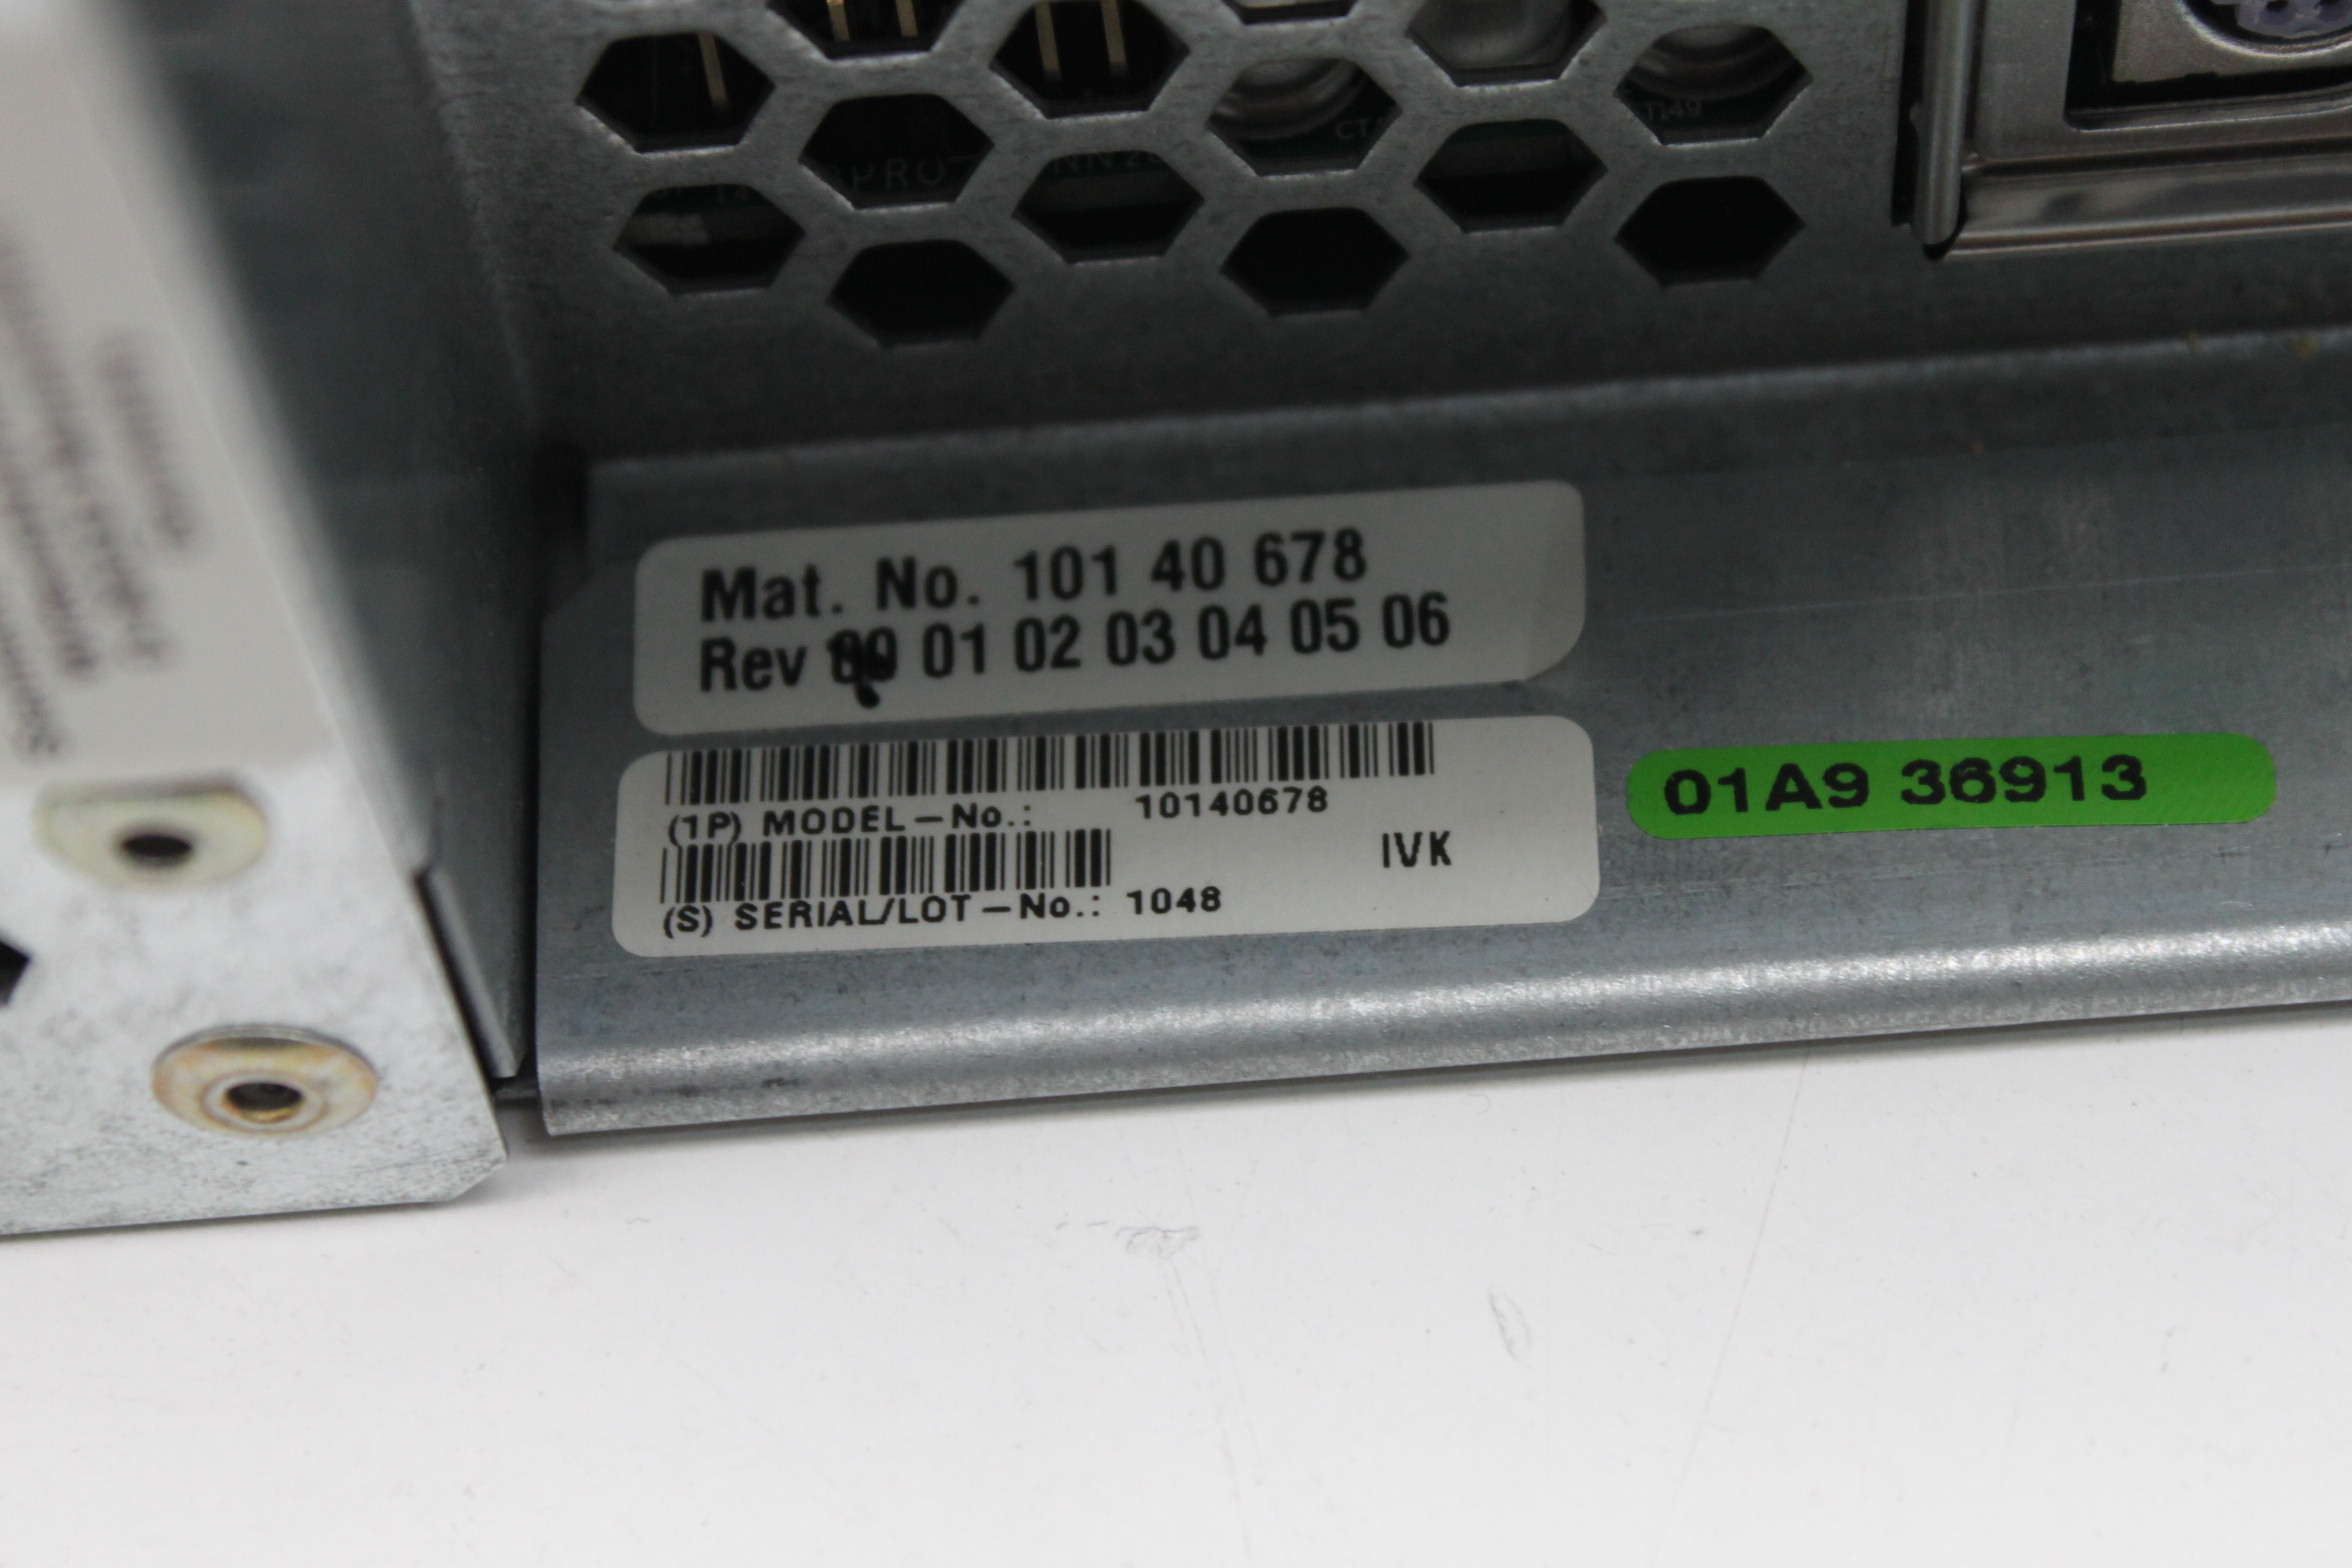 Mat. No. 101 40 678
Rev 00 01 02 03 04 05 06
(1P) MODEL-No.: 10140678
IVK
(S) SERIAL/LOT-No.: 1048
01A9 36913